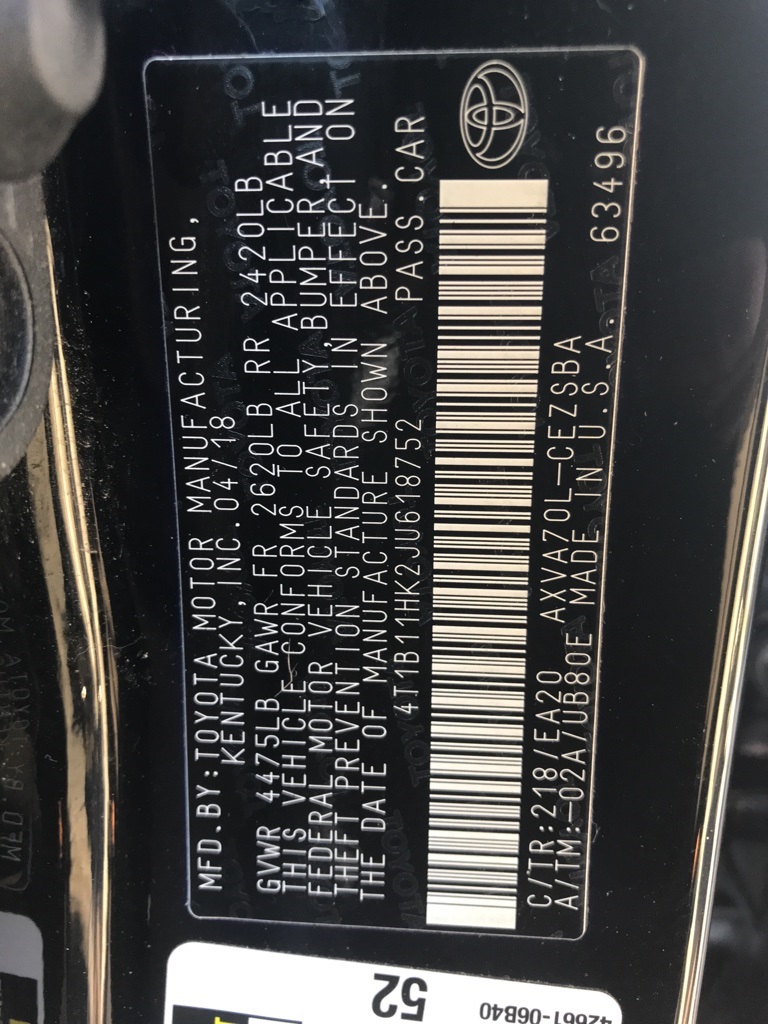 MFD.BY:TOYOTA MOTOR MANUFACTURING,
KENTUCKY, INC. 04/18
GVWR 4475LB GAWR FR 2620LB RR 2420LB
THIS VEHICLE CONFORMS TO ALL APPLICABLE
FEDERAL MOTOR VEHICLE SAFETY, BUMPER, AND
THEFT PREVENTION STANDARDS IN EFFECT ON
THE DATE OF MANUFACTURE SHOWN ABOVE.
4T1B11HK2JU618752 PASS.CAR
C/TR:218/EA20 AXVA70L-CEZSBA
A/TM:-02A/UB80E MADE IN U.S.A. 63496
52
42661-06B40